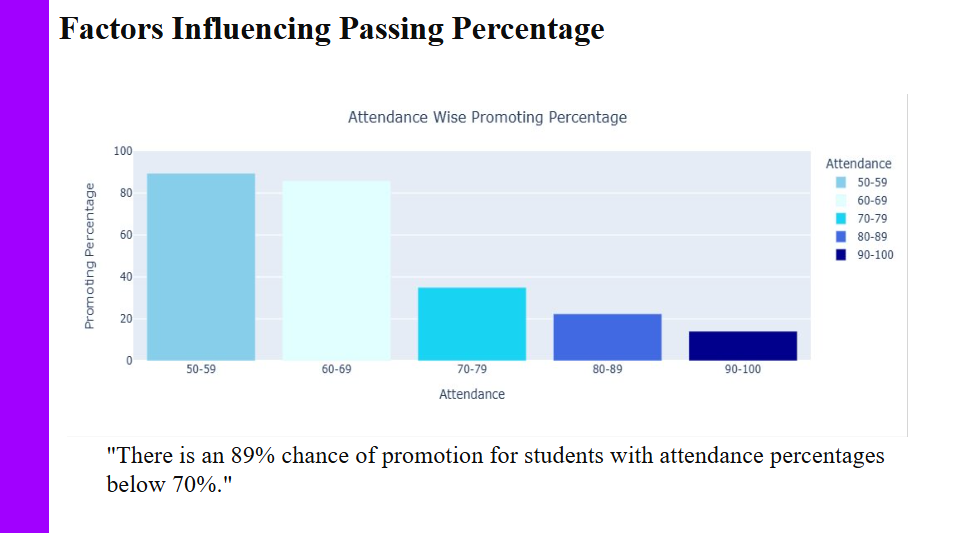 Factors Influencing Passing Percentage
Attendance Wise Promoting Percentage
100
80
60
40
20
0
Promoting Percentage
50-59
60-69
70-79
80-89
90-100
Attendance
Attendance
50-59
60-69
70-79
80-89
90-100
"There is an 89% chance of promotion for students with attendance percentages
below 70%."